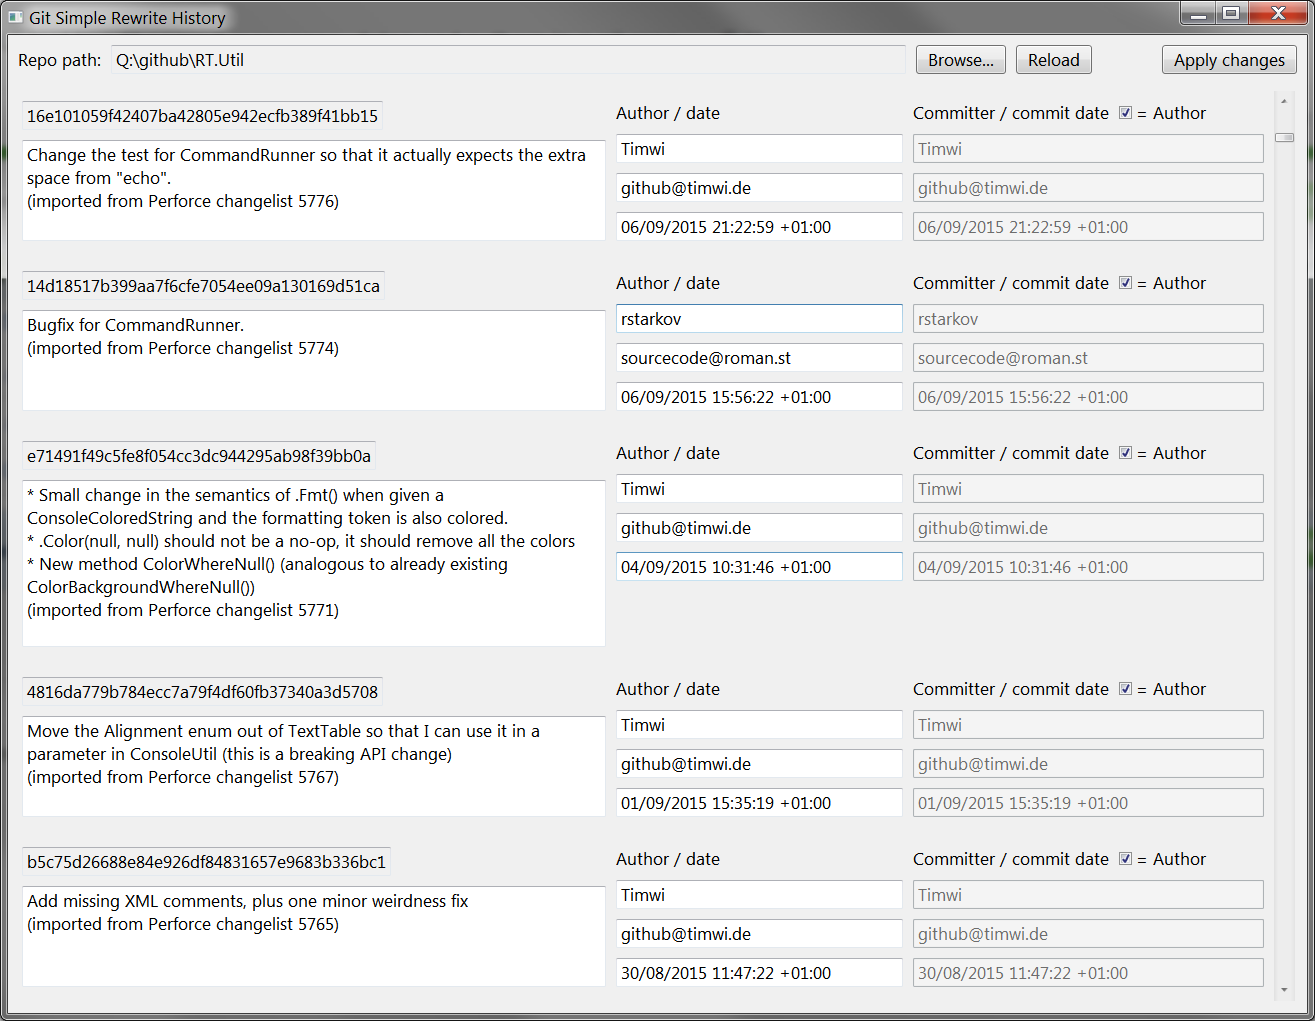 Git Simple Rewrite History
Repo path: Q:\github\RT.Util Browse... Reload Apply changes
16e101059f42407ba42805e942ecfb389f41bb15
Change the test for CommandRunner so that it actually expects the extra
space from "echo".
(imported from Perforce changelist 5776)
Author / date
Timwi
github@timwi.de
06/09/2015 21:22:59 +01:00
Committer / commit date = Author
Timwi
github@timwi.de
06/09/2015 21:22:59 +01:00
14d18517b399aa7f6cfe7054ee09a130169d51ca
Bugfix for CommandRunner.
(imported from Perforce changelist 5774)
Author / date
rstarkov
sourcecode@roman.st
06/09/2015 15:56:22 +01:00
Committer / commit date = Author
rstarkov
sourcecode@roman.st
06/09/2015 15:56:22 +01:00
e71491f49c5fe8f054cc3dc944295ab98f39bb0a
* Small change in the semantics of .Fmt() when given a
ConsoleColoredString and the formatting token is also colored.
* .Color(null, null) should not be a no-op, it should remove all the colors
* New method ColorWhereNull() (analogous to already existing
ColorBackgroundWhereNull())
(imported from Perforce changelist 5771)
Author / date
Timwi
github@timwi.de
04/09/2015 10:31:46 +01:00
Committer / commit date = Author
Timwi
github@timwi.de
04/09/2015 10:31:46 +01:00
4816da779b784ecc7a79f4df60fb37340a3d5708
Move the Alignment enum out of TextTable so that I can use it in a
parameter in ConsoleUtil (this is a breaking API change)
(imported from Perforce changelist 5767)
Author / date
Timwi
github@timwi.de
01/09/2015 15:35:19 +01:00
Committer / commit date = Author
Timwi
github@timwi.de
01/09/2015 15:35:19 +01:00
b5c75d26688e84e926df84831657e9683b336bc1
Add missing XML comments, plus one minor weirdness fix
(imported from Perforce changelist 5765)
Author / date
Timwi
github@timwi.de
30/08/2015 11:47:22 +01:00
Committer / commit date = Author
Timwi
github@timwi.de
30/08/2015 11:47:22 +01:00